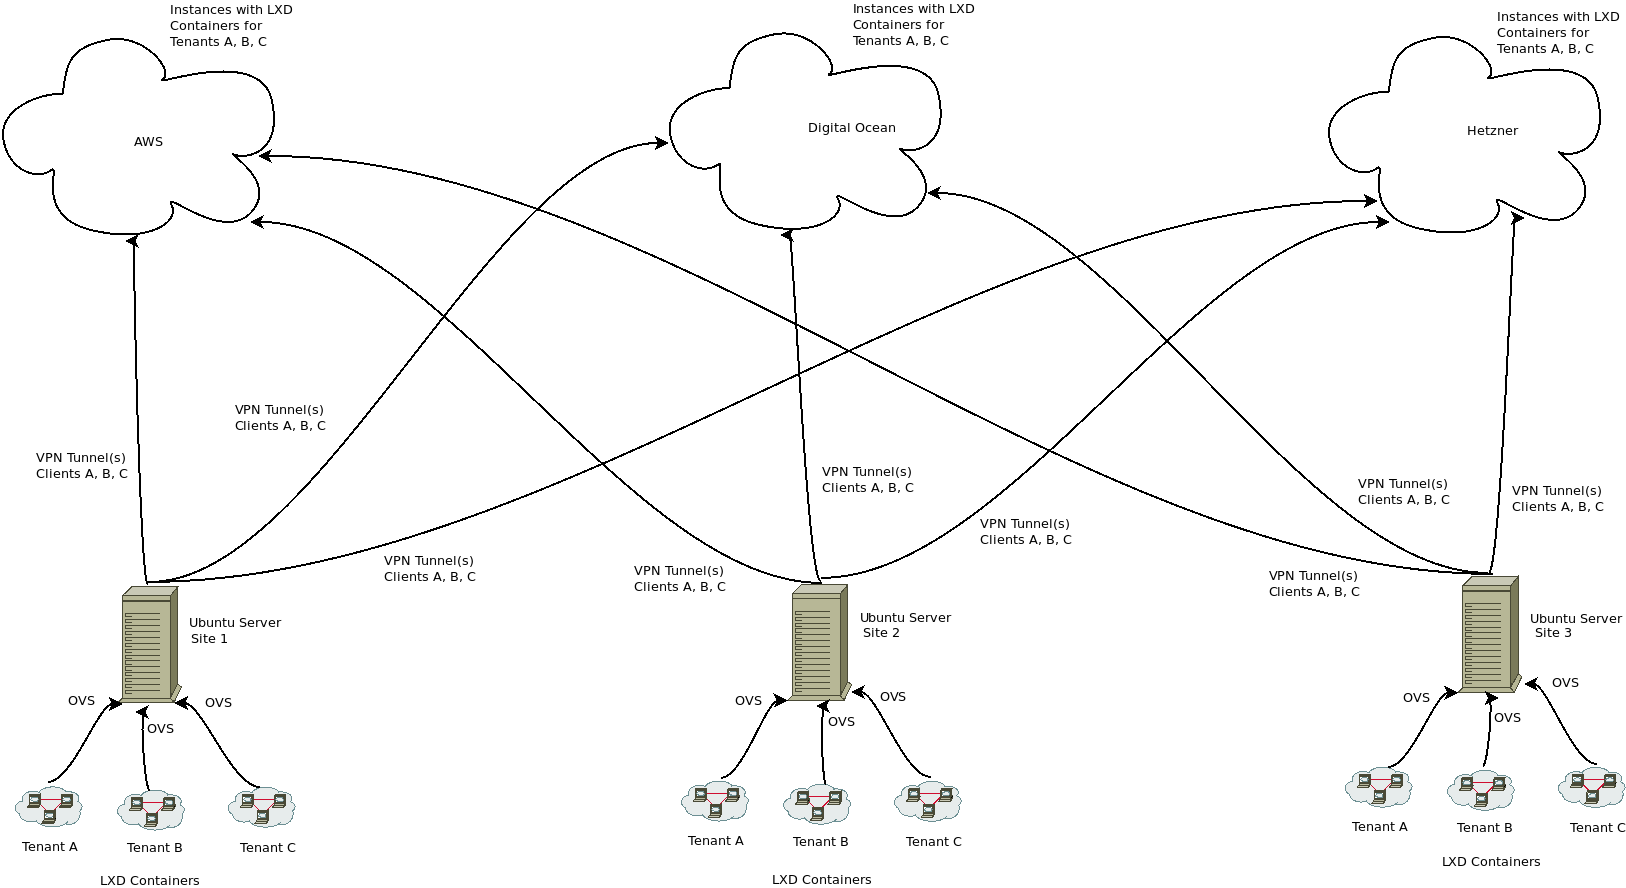 Instances with LXD
Containers for
Tenants A, B, C
Instances with LXD
Containers for
Tenants A, B, C
Instances with LXD
Containers for
Tenants A, B, C
AWS
Digital Ocean
Hetzner
VPN Tunnel(s)
Clients A, B, C
VPN Tunnel(s)
Clients A, B, C
VPN Tunnel(s)
Clients A, B, C
VPN Tunnel(s)
Clients A, B, C
VPN Tunnel(s)
Clients A, B, C
VPN Tunnel(s)
Clients A, B, C
VPN Tunnel(s)
Clients A, B, C
VPN Tunnel(s)
Clients A, B, C
VPN Tunnel(s)
Clients A, B, C
Ubuntu Server
Site 1
Ubuntu Server
Site 2
Ubuntu Server
Site 3
OVS
OVS
OVS
OVS
OVS
OVS
OVS
OVS
OVS
Tenant A
Tenant B
Tenant C
LXD Containers
Tenant A
Tenant B
Tenant C
LXD Containers
Tenant A
Tenant B
Tenant C
LXD Containers